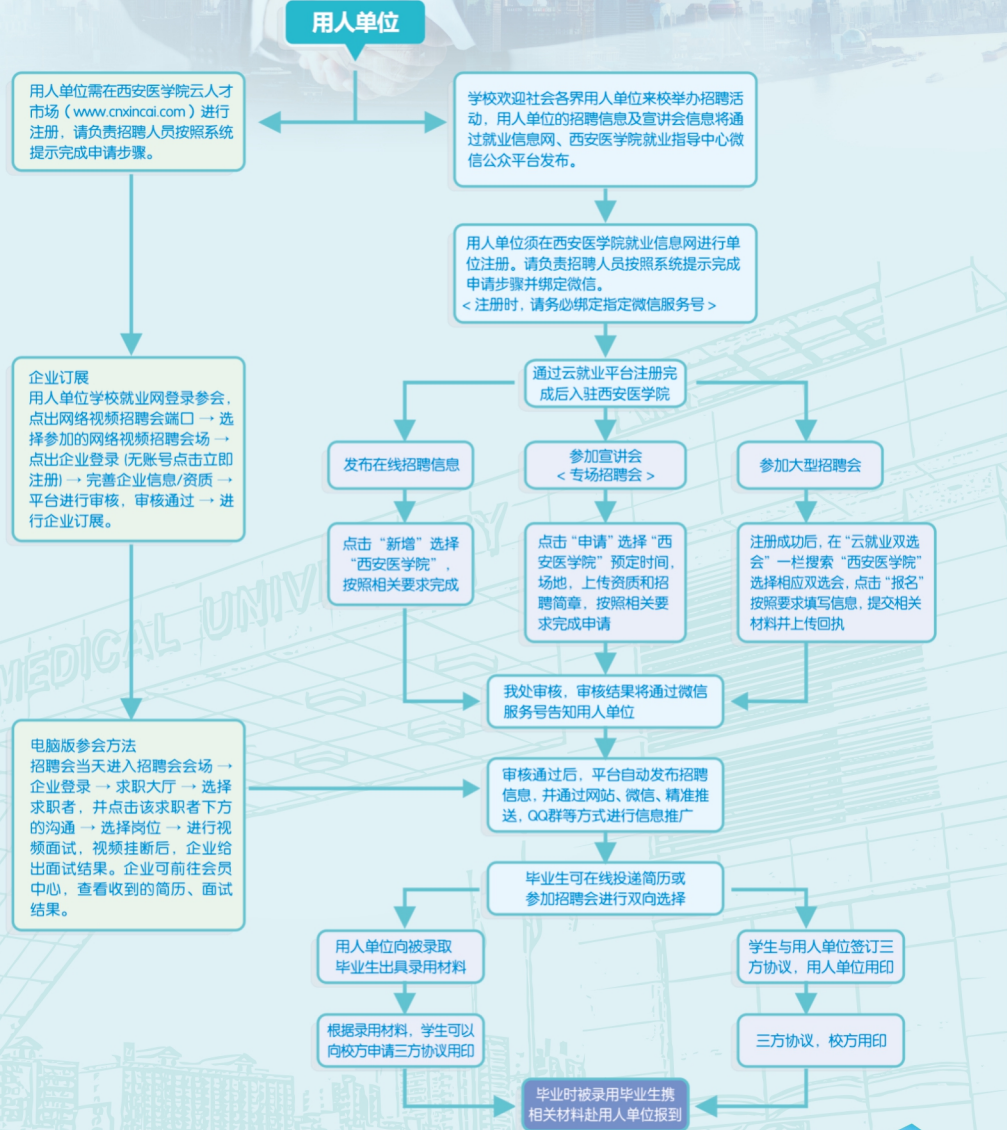 用人单位
用人单位需在西安医学院云人才
市场（www.cnxincai.com）进行
注册，请负责招聘人员按照系统
提示完成申请步骤。
学校欢迎社会各界用人单位来校举办招聘活
动，用人单位的招聘信息及宣讲会信息将通
过就业信息网、西安医学院就业指导中心微
信公众平台发布。
用人单位须在西安医学院就业信息网进行单
位注册。请负责招聘人员按照系统提示完成
申请步骤并绑定微信。
< 注册时，请务必绑定指定微信服务号 >
企业订展
用人单位学校就业网登录参会，
点出网络视频招聘会端口 → 选
择参加的网络视频招聘会场 →
点出企业登录 (无账号点击立即
注册) → 完善企业信息/资质 →
平台进行审核，审核通过 → 进
行企业订展。
通过云就业平台注册完
成后入驻西安医学院
发布在线招聘信息
参加宣讲会
< 专场招聘会 >
参加大型招聘会
点击“新增”选择
“西安医学院”，
按照相关要求完成
点击“申请”选择“西
安医学院”预定时间，
场地，上传资质和招
聘简章，按照相关要
求完成申请
注册成功后，在“云就业双选
会”一栏搜索“西安医学院”
选择相应双选会，点击“报名”
按照要求填写信息，提交相关
材料并上传回执
MEDICAL UNIVERSITY
我处审核，审核结果将通过微信
服务号告知用人单位
电脑版参会方法
招聘会当天进入招聘会会场 →
企业登录 → 求职大厅 → 选择
求职者，并点击该求职者下方
的沟通 → 选择岗位 → 进行视
频面试，视频挂断后，企业给
出面试结果。企业可前往会员
中心，查看收到的简历、面试
结果。
审核通过后，平台自动发布招聘
信息，并通过网站、微信、精准推
送，QQ群等方式进行信息推广
毕业生可在线投递简历或
参加招聘会进行双向选择
用人单位向被录取
毕业生出具录用材料
学生与用人单位签订三
方协议，用人单位用印
根据录用材料，学生可以
向校方申请三方协议用印
三方协议，校方用印
毕业时被录用毕业生携
相关材料赴用人单位报到